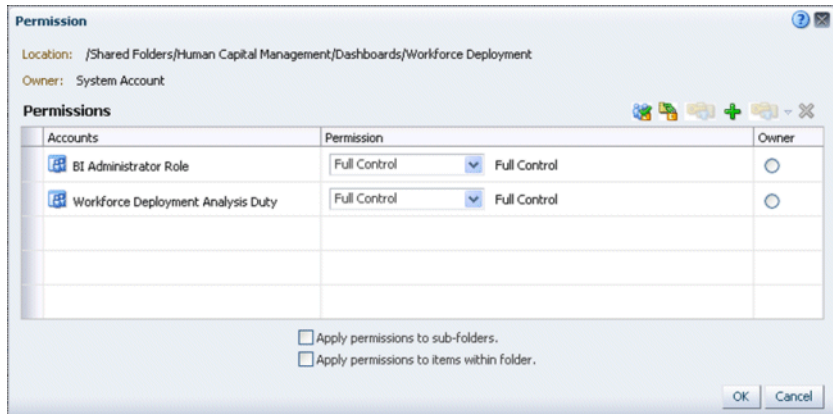 Permission
Location: /Shared Folders/Human Capital Management/Dashboards/Workforce Deployment
Owner: System Account
Permissions
Accounts Permission Owner
BI Administrator Role Full Control Full Control
Workforce Deployment Analysis Duty Full Control Full Control
Apply permissions to sub-folders.
Apply permissions to items within folder.
OK Cancel